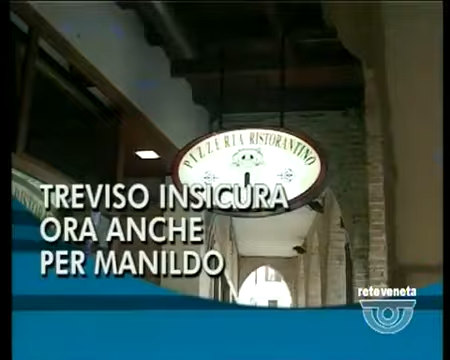 PIZZERIA RISTORANTINO
TREVISO INSICURA
ORA ANCHE
PER MANILDO
reteveneta